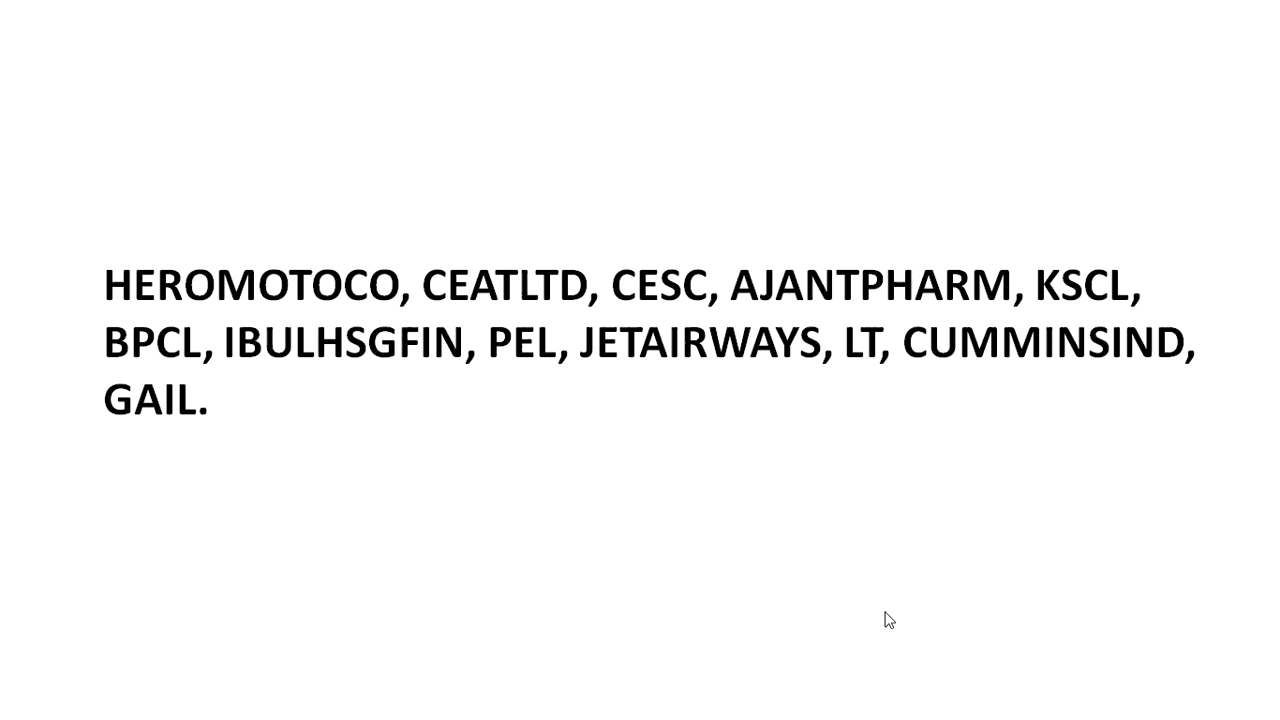 HEROMOTOCO, CEATLTD, CESC, AJANTPHARM, KSCL,
BPCL, IBULHSGFIN, PEL, JETAIRWAYS, LT, CUMMINSIND,
GAIL.